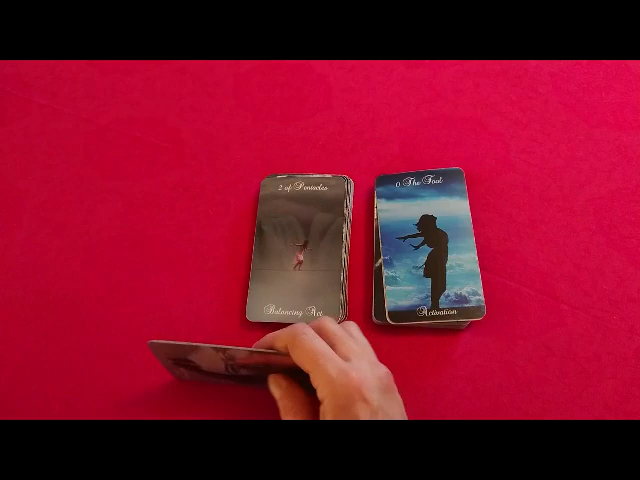 2 of Pentacles
Balancing Act
0 The Fool
Activation